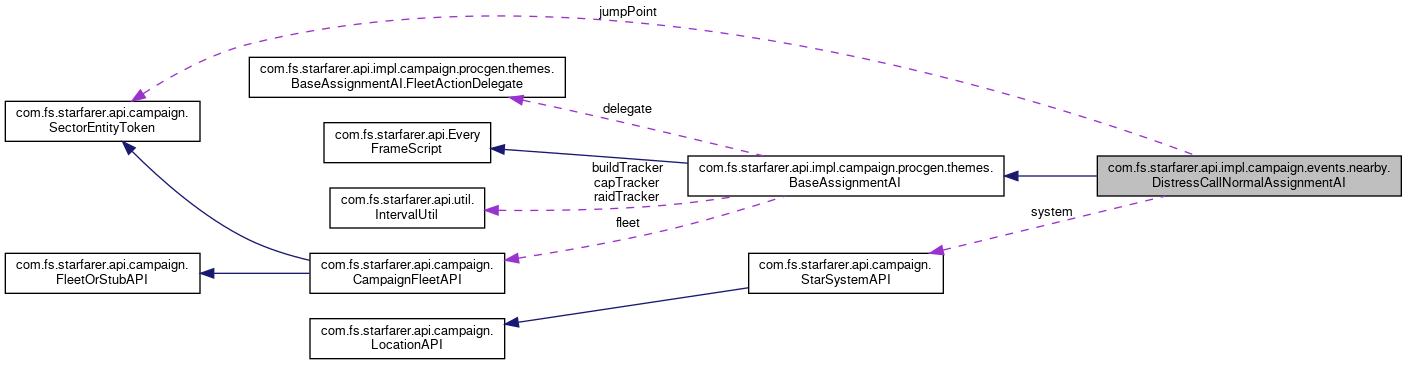 jumpPoint
com.fs.starfarer.api.impl.campaign.procgen.themes.
BaseAssignmentAI.FleetActionDelegate
com.fs.starfarer.api.campaign.
SectorEntityToken
delegate
com.fs.starfarer.api.Every
FrameScript
buildTracker
capTracker
raidTracker
com.fs.starfarer.api.impl.campaign.procgen.themes.
BaseAssignmentAI
com.fs.starfarer.api.impl.campaign.events.nearby.
DistressCallNormalAssignmentAI
com.fs.starfarer.api.util.
IntervalUtil
fleet
system
com.fs.starfarer.api.campaign.
FleetOrStubAPI
com.fs.starfarer.api.campaign.
CampaignFleetAPI
com.fs.starfarer.api.campaign.
StarSystemAPI
com.fs.starfarer.api.campaign.
LocationAPI